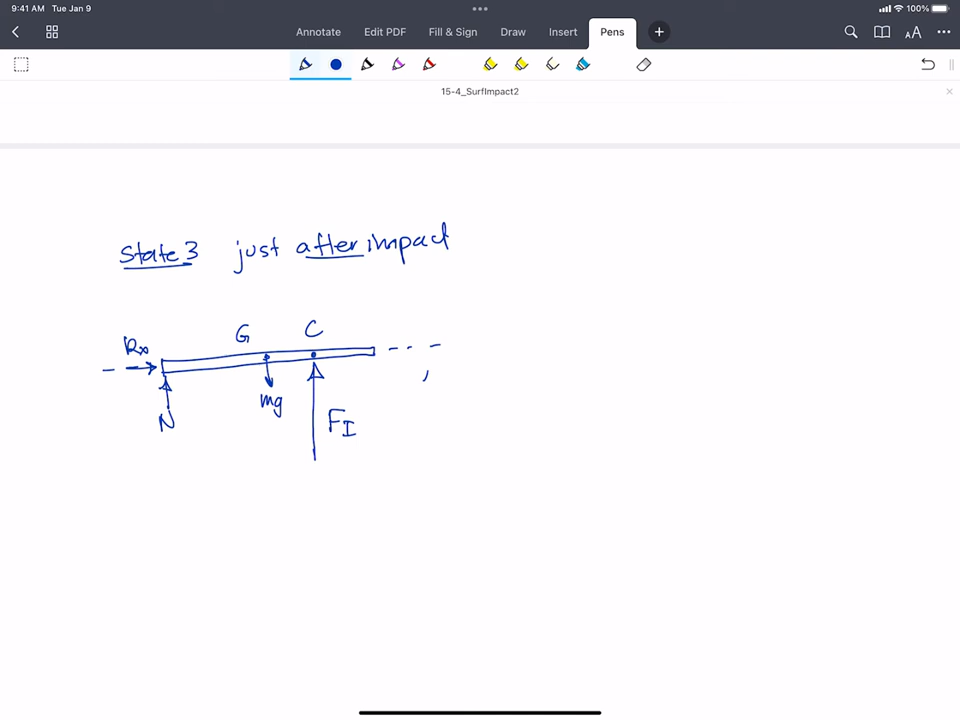 9:41 AM Tue Jan 9
100%
Annotate Edit PDF Fill & Sign Draw Insert Pens
AA
15-4_SurfImpact2
State 3 just after impact
G C
Rx
mg
N
FI